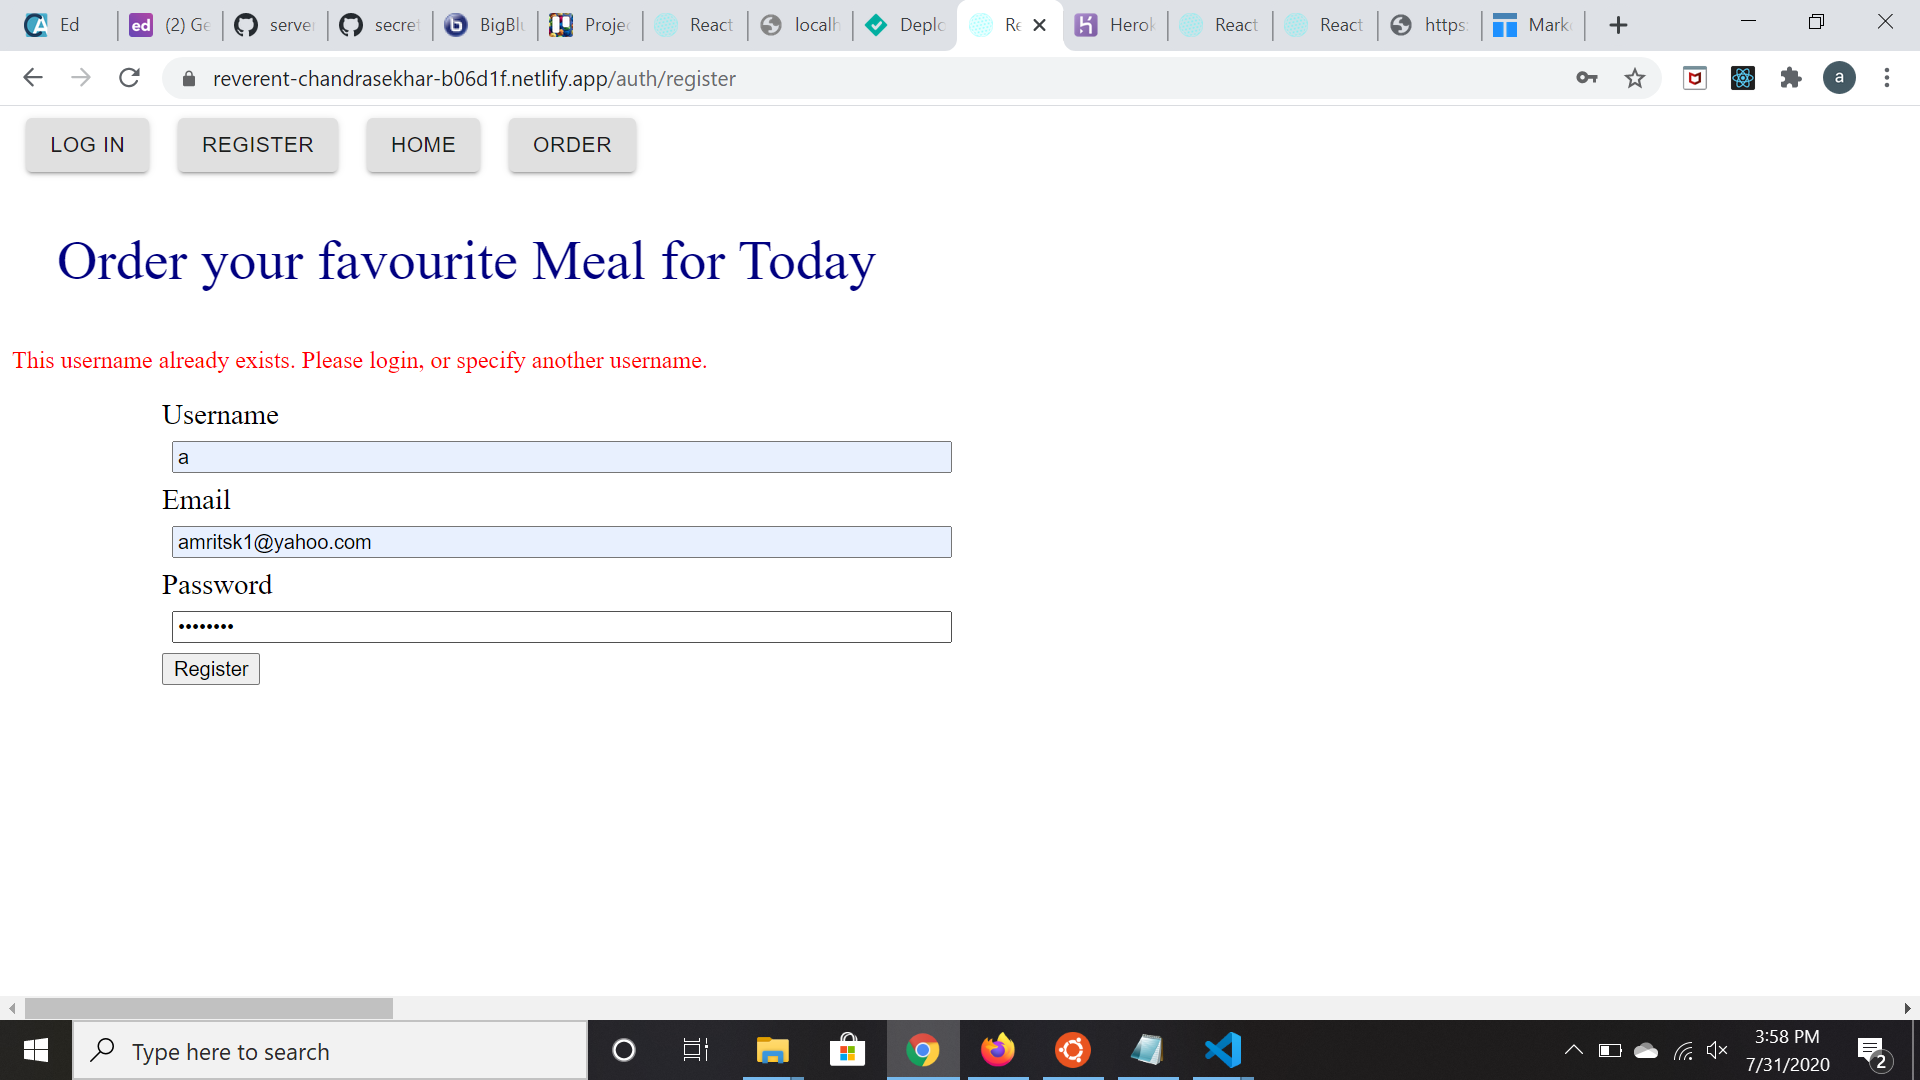 Ed
(2) Ge
server
secret
BigBlu
Projec
React
localh
Deplo
Re
Herok
React
React
https:
Mark
reverent-chandrasekhar-b06d1f.netlify.app/auth/register
a
LOG IN
REGISTER
HOME
ORDER
Order your favourite Meal for Today
This username already exists. Please login, or specify another username.
Username
a
Email
amritsk1@yahoo.com
Password
••••••••
Register
Type here to search
3:58 PM
7/31/2020
2